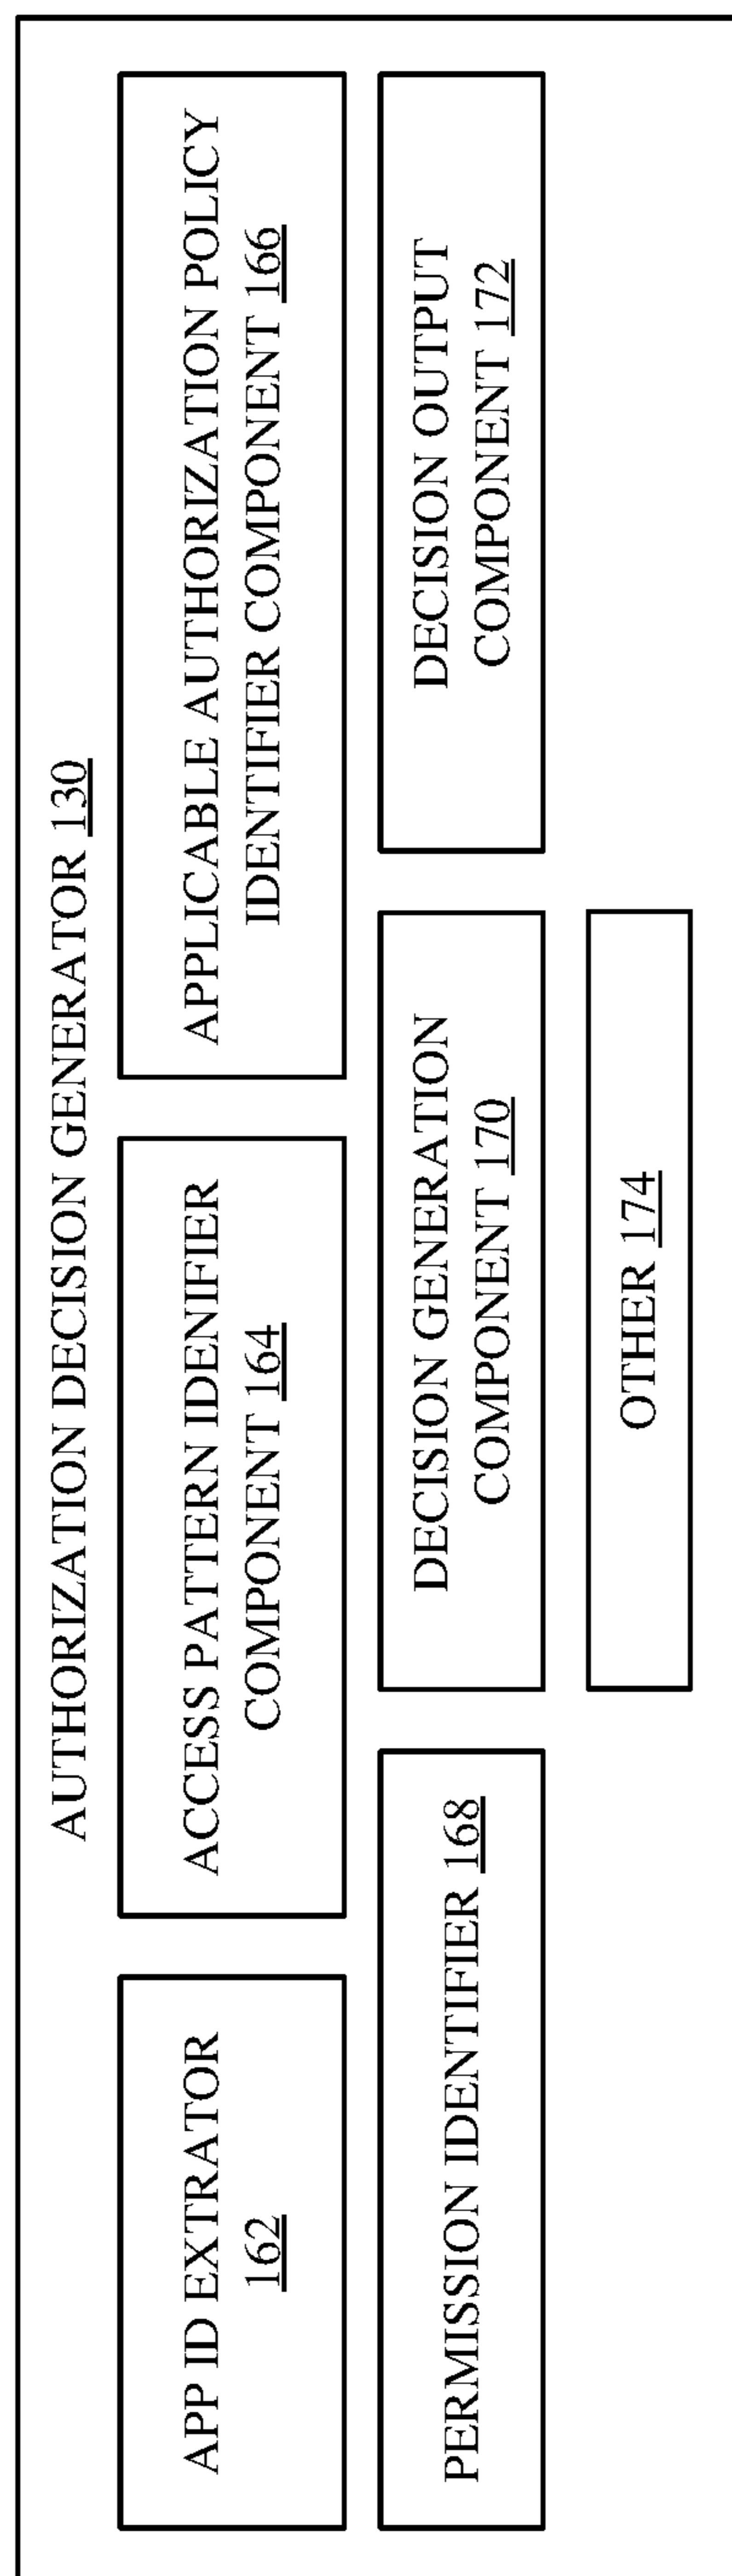 AUTHORIZATION DECISION GENERATOR 130
APP ID EXTRATOR
162
ACCESS PATTERN IDENIFIER
COMPONENT 164
APPLICABLE AUTHORIZATION POLICY
IDENTIFIER COMPONENT 166
PERMISSION IDENTIFIER 168
DECISION GENERATION
COMPONENT 170
DECISION OUTPUT
COMPONENT 172
OTHER 174